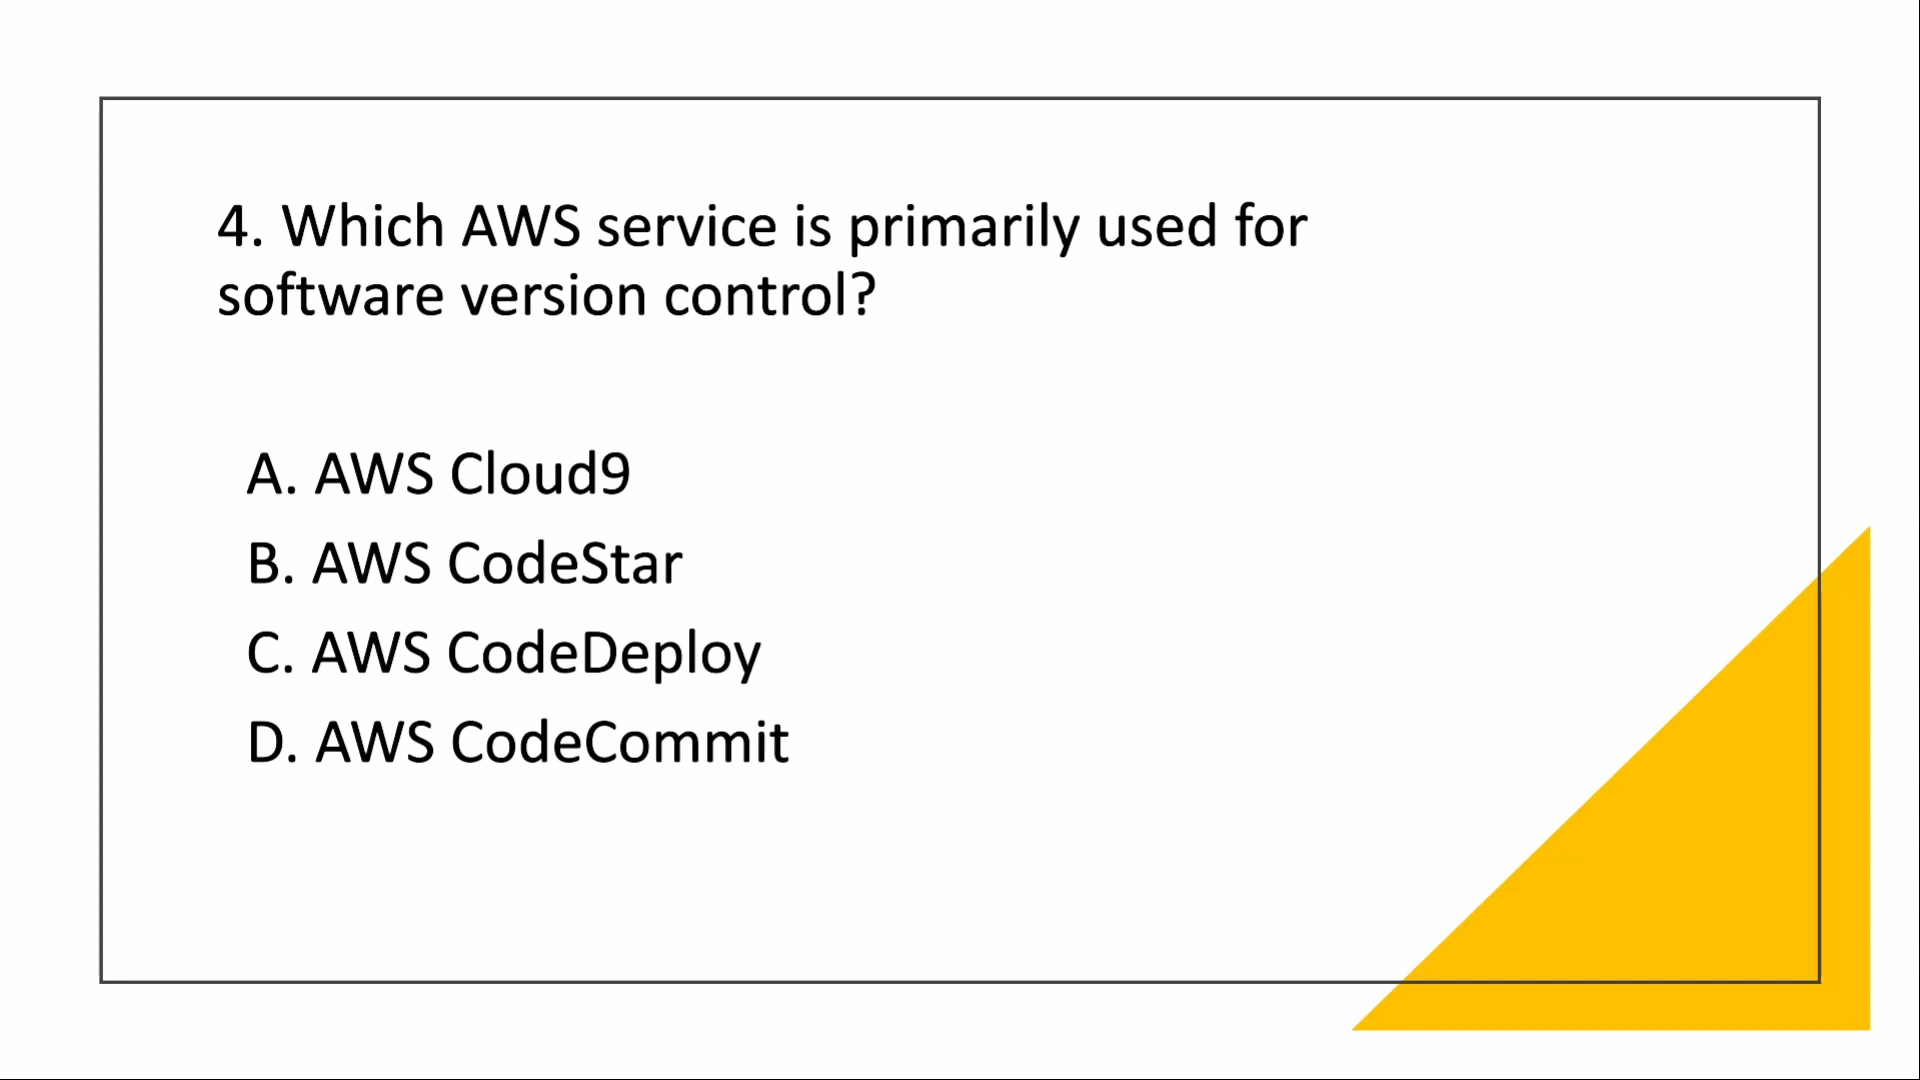 4. Which AWS service is primarily used for
software version control?
A. AWS Cloud9
B. AWS CodeStar
C. AWS CodeDeploy
D. AWS CodeCommit